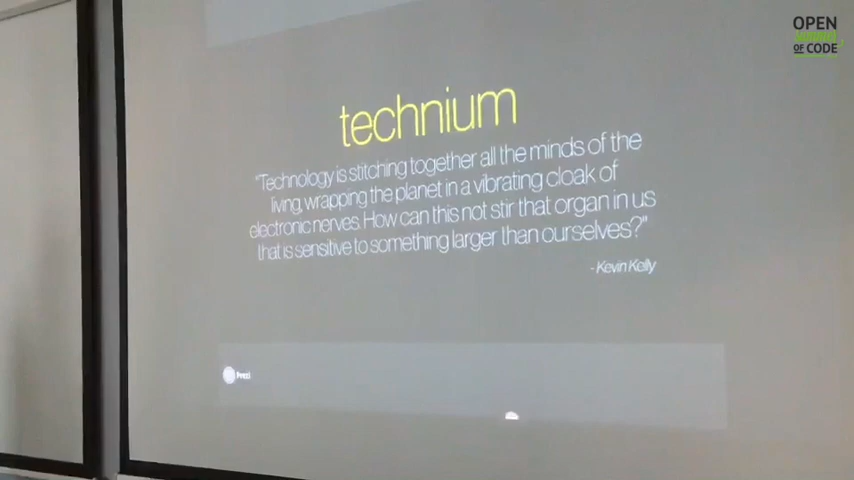 OPEN
summer
OF CODE
technium
"Technology is stitching together all the minds of the
living, wrapping the planet in a vibrating cloak of
electronic nerves. How can this not stir that organ in us
that is sensitive to something larger than ourselves?"
- Kevin Kelly
Prezi